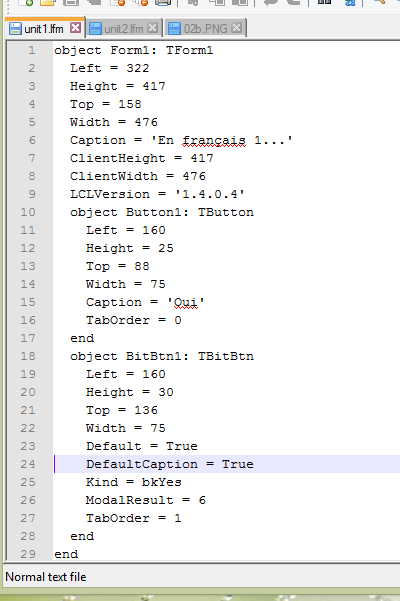 unit1.lfm unit2.lfm 02b.PNG
1 object Form1: TForm1
2 Left = 322
3 Height = 417
4 Top = 158
5 Width = 476
6 Caption = 'En français 1...'
7 ClientHeight = 417
8 ClientWidth = 476
9 LCLVersion = '1.4.0.4'
10 object Button1: TButton
11 Left = 160
12 Height = 25
13 Top = 88
14 Width = 75
15 Caption = 'Oui'
16 TabOrder = 0
17 end
18 object BitBtn1: TBitBtn
19 Left = 160
20 Height = 30
21 Top = 136
22 Width = 75
23 Default = True
24 DefaultCaption = True
25 Kind = bkYes
26 ModalResult = 6
27 TabOrder = 1
28 end
29 end
Normal text file